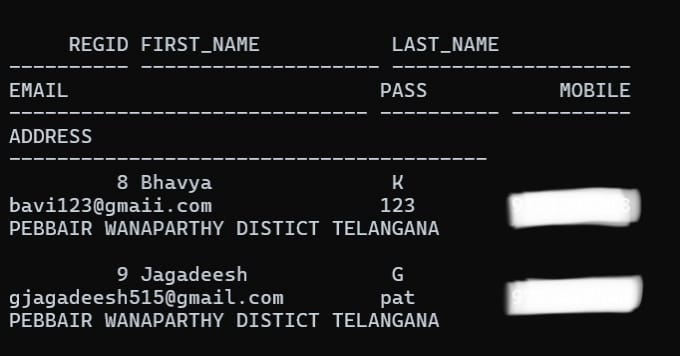 REGID FIRST_NAME LAST_NAME
---------- -------------------- --------------------
EMAIL PASS MOBILE
------------------------------ ---------- ----------
ADDRESS
----------------------------------------
8 Bhavya K
bavi123@gmaii.com 123
PEBBAIR WANAPARTHY DISTICT TELANGANA
9 Jagadeesh G
gjagadeesh515@gmail.com pat
PEBBAIR WANAPARTHY DISTICT TELANGANA